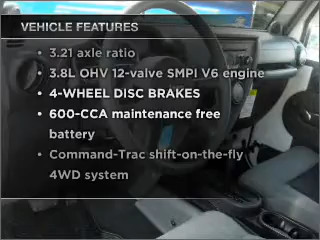 VEHICLE FEATURES
• 3.21 axle ratio
• 3.8L OHV 12-valve SMPI V6 engine
• 4-WHEEL DISC BRAKES
• 600-CCA maintenance free
battery
• Command-Trac shift-on-the-fly
4WD system